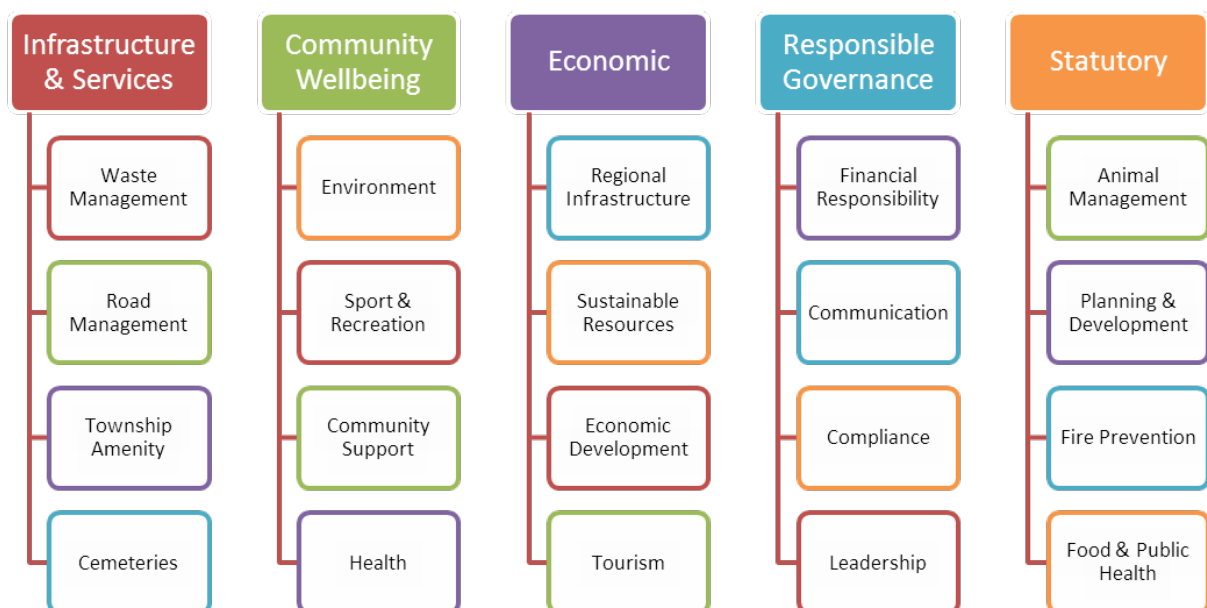 Infrastructure
& Services
Waste
Management
Road
Management
Township
Amenity
Cemeteries
Community
Wellbeing
Environment
Sport &
Recreation
Community
Support
Health
Economic
Regional
Infrastructure
Sustainable
Resources
Economic
Development
Tourism
Responsible
Governance
Financial
Responsibility
Communication
Compliance
Leadership
Statutory
Animal
Management
Planning &
Development
Fire Prevention
Food & Public
Health